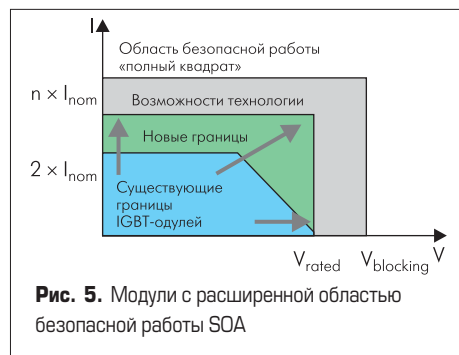 I
Область безопасной работы
«полный квадрат»
n × Inom
Возможности технологии
Новые границы
2 × Inom
Существующие
границы
IGBT-одулей
Vrated
Vblocking
V
Рис. 5. Модули с расширенной областью
безопасной работы SOA